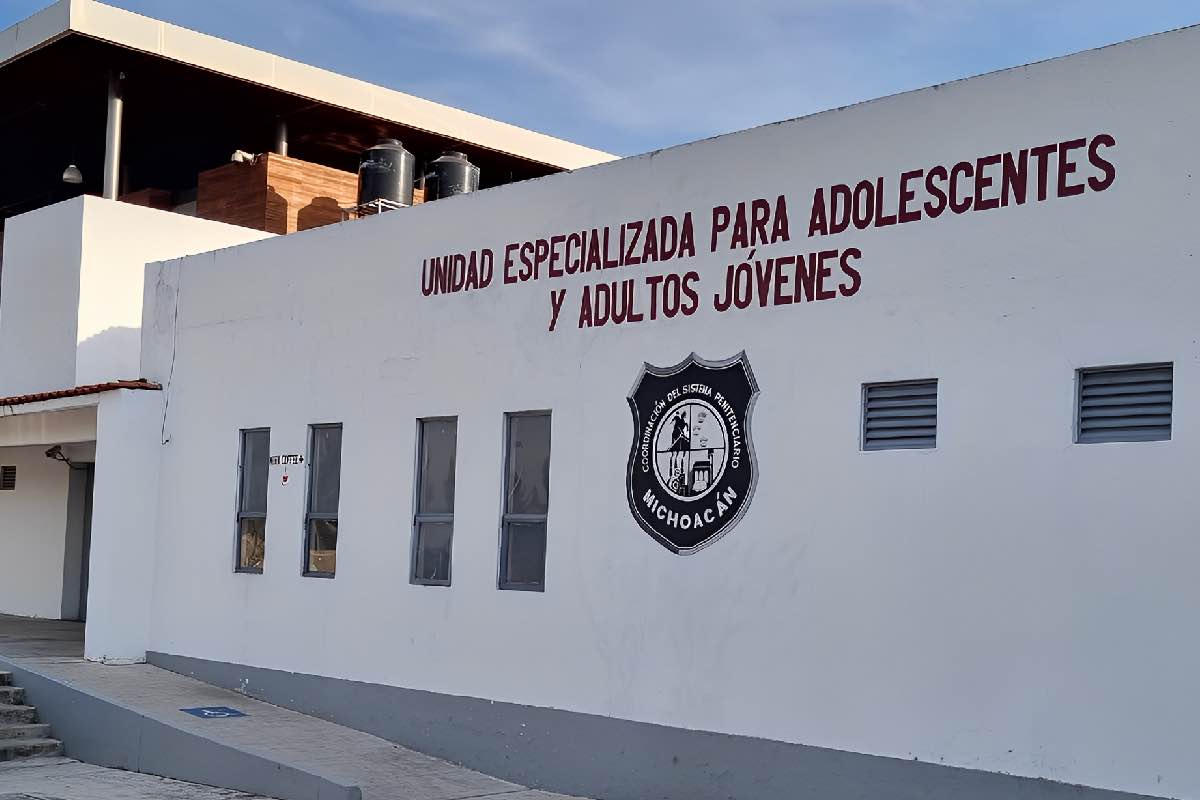 UNIDAD ESPECIALIZADA PARA ADOLESCENTES
Y ADULTOS JÓVENES
COORDINACIÓN DEL SISTEMA PENITENCIARIO
MICHOACÁN